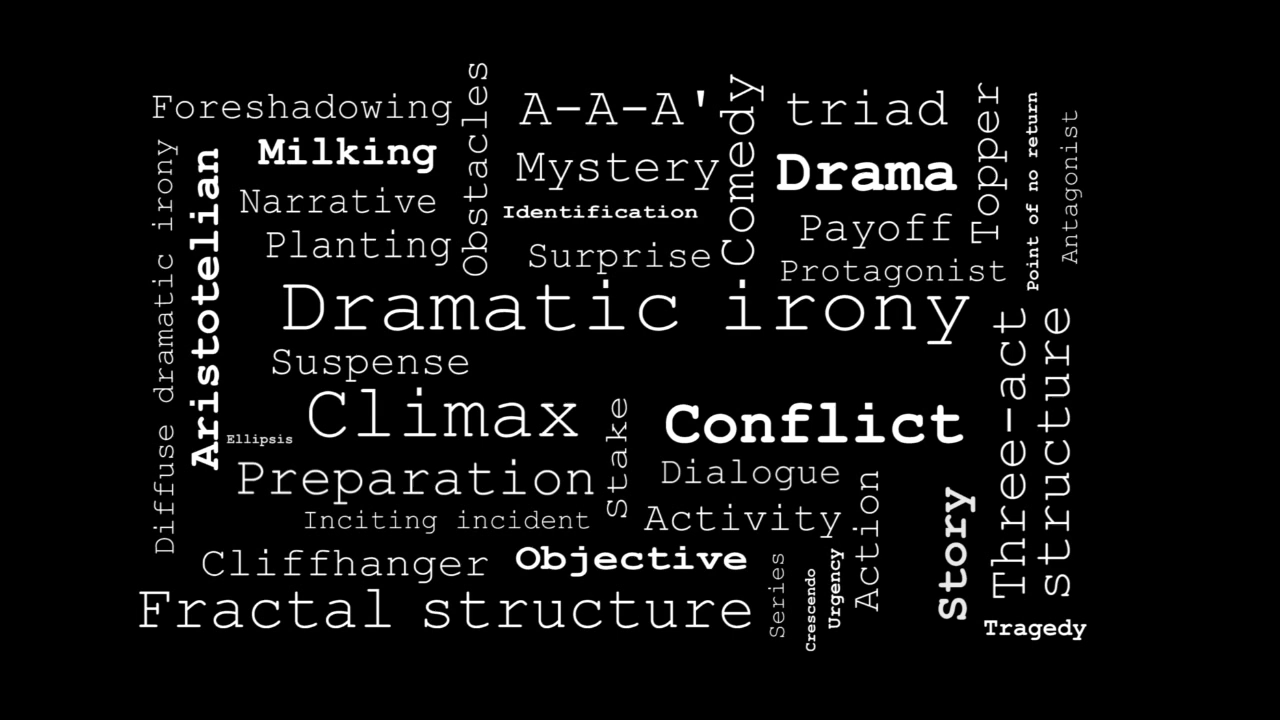 Foreshadowing
Obstacles
A-A-A'
Comedy
triad
Topper
Point of no return
Antagonist
Diffuse dramatic irony
Aristotelian
Milking
Mystery
Drama
Narrative
Identification
Payoff
Planting
Surprise
Protagonist
Dramatic irony
Three-act
structure
Suspense
Climax
Stake
Conflict
Ellipsis
Preparation
Dialogue
Inciting incident
Activity
Action
Story
Cliffhanger
Objective
Series
Crescendo
Urgency
Fractal structure
Tragedy